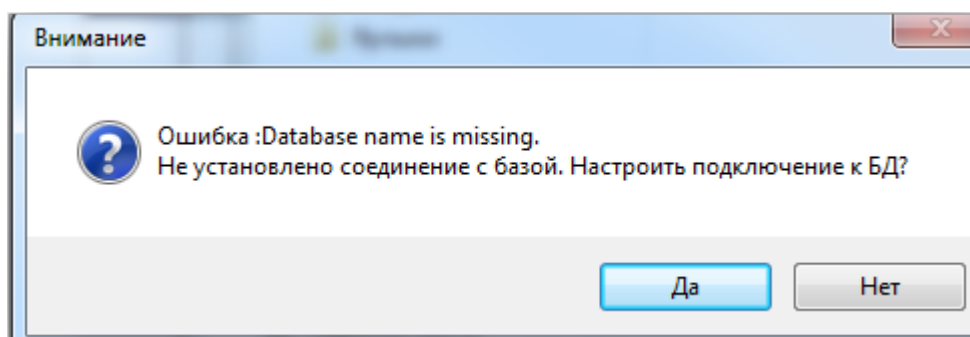 Внимание
Ошибка :Database name is missing.
Не установлено соединение с базой. Настроить подключение к БД?
Да
Нет